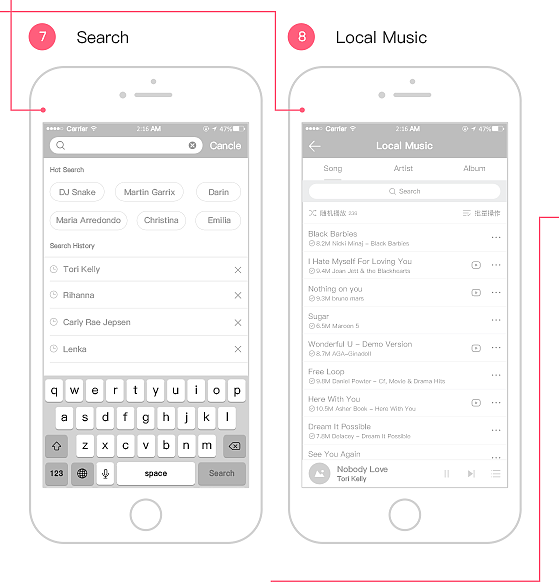 7 Search
Carrier 2:16 AM 47%
Cancle
Hot Search
DJ Snake Martin Garrix Darin
Maria Arredondo Christina Emilia
Search History
Tori Kelly
Rihanna
Carly Rae Jepsen
Lenka
q w e r t y u i o p
a s d f g h j k l
z x c v b n m
123 space Search
8 Local Music
Carrier 2:16 AM 47%
Local Music
Song Artist Album
Search
随机播放 236 批量操作
Black Barbies
8.2M Nicki Minaj - Black Barbies
I Hate Myself For Loving You
9.4M Joan Jett & the Blackhearts
Nothing on you
9.3M bruno mars
Sugar
6.5M Maroon 5
Wonderful U - Demo Version
8.7M AGA-Ginadoll
Free Loop
9.8M Daniel Powter - Cf, Movie & Drama Hits
Here With You
10.5M Asher Book - Here With You
Dream It Possible
7.8M Delacey - Dream It Possible
See You Again
Nobody Love
Tori Kelly